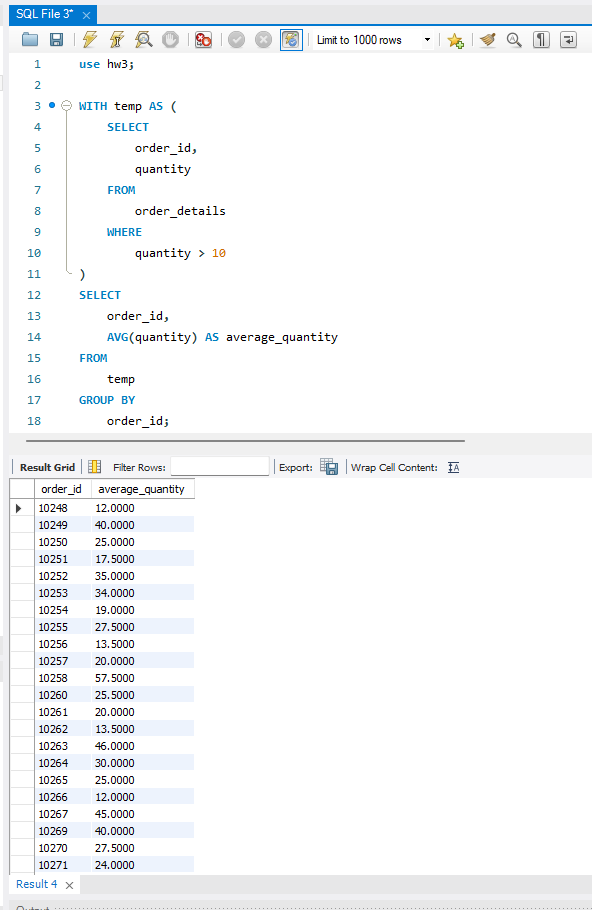 SQL File 3*
Limit to 1000 rows
1 use hw3;
2
3 WITH temp AS (
4 SELECT
5 order_id,
6 quantity
7 FROM
8 order_details
9 WHERE
10 quantity > 10
11 )
12 SELECT
13 order_id,
14 AVG(quantity) AS average_quantity
15 FROM
16 temp
17 GROUP BY
18 order_id;
Result Grid Filter Rows: Export: Wrap Cell Content:
order_id average_quantity
10248 12.0000
10249 40.0000
10250 25.0000
10251 17.5000
10252 35.0000
10253 34.0000
10254 19.0000
10255 27.5000
10256 13.5000
10257 20.0000
10258 57.5000
10260 25.5000
10261 20.0000
10262 13.5000
10263 46.0000
10264 30.0000
10265 25.0000
10266 12.0000
10267 45.0000
10269 40.0000
10270 27.5000
10271 24.0000
Result 4
Output